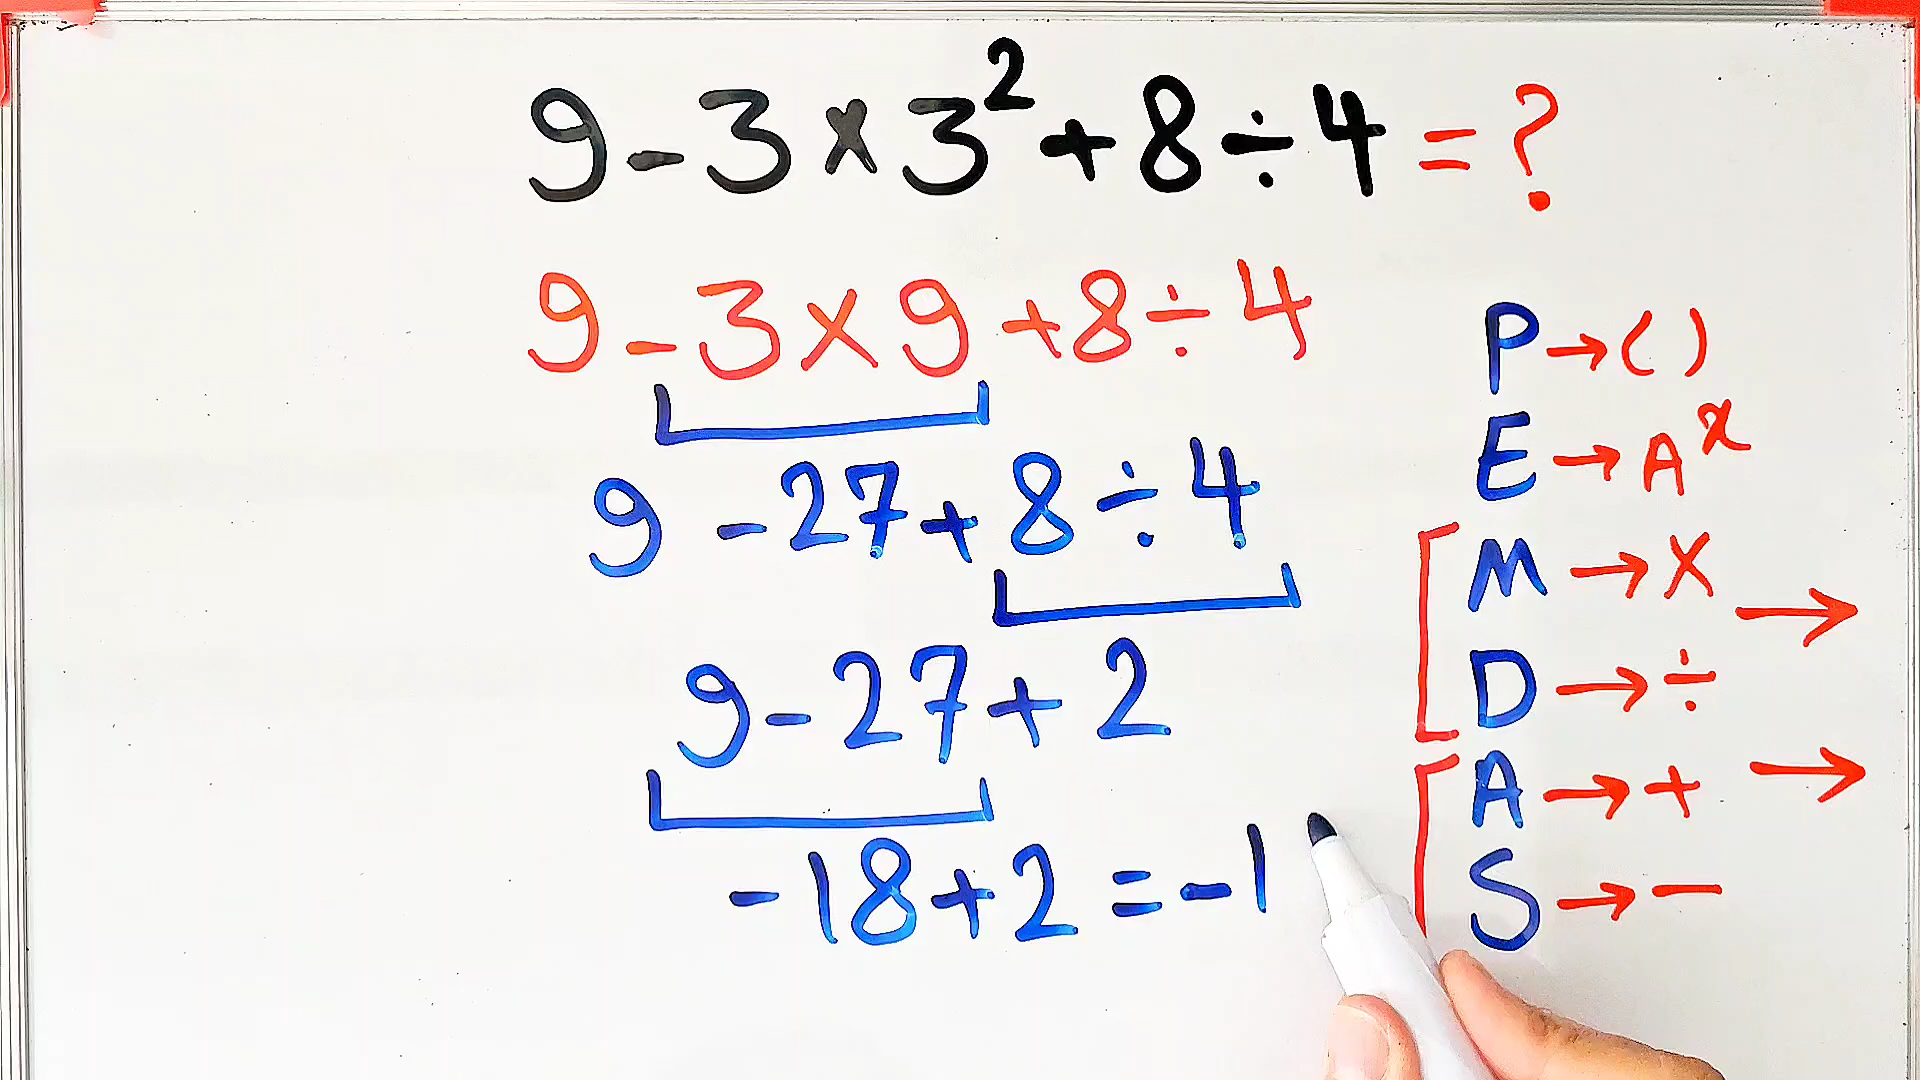 9-3×3²+8÷4=?
9-3×9+8÷4
9-27+8÷4
9-27+2
-18+2=-1
P→()
E→Aˣ
M→×→
D→÷
A→+→
S→-